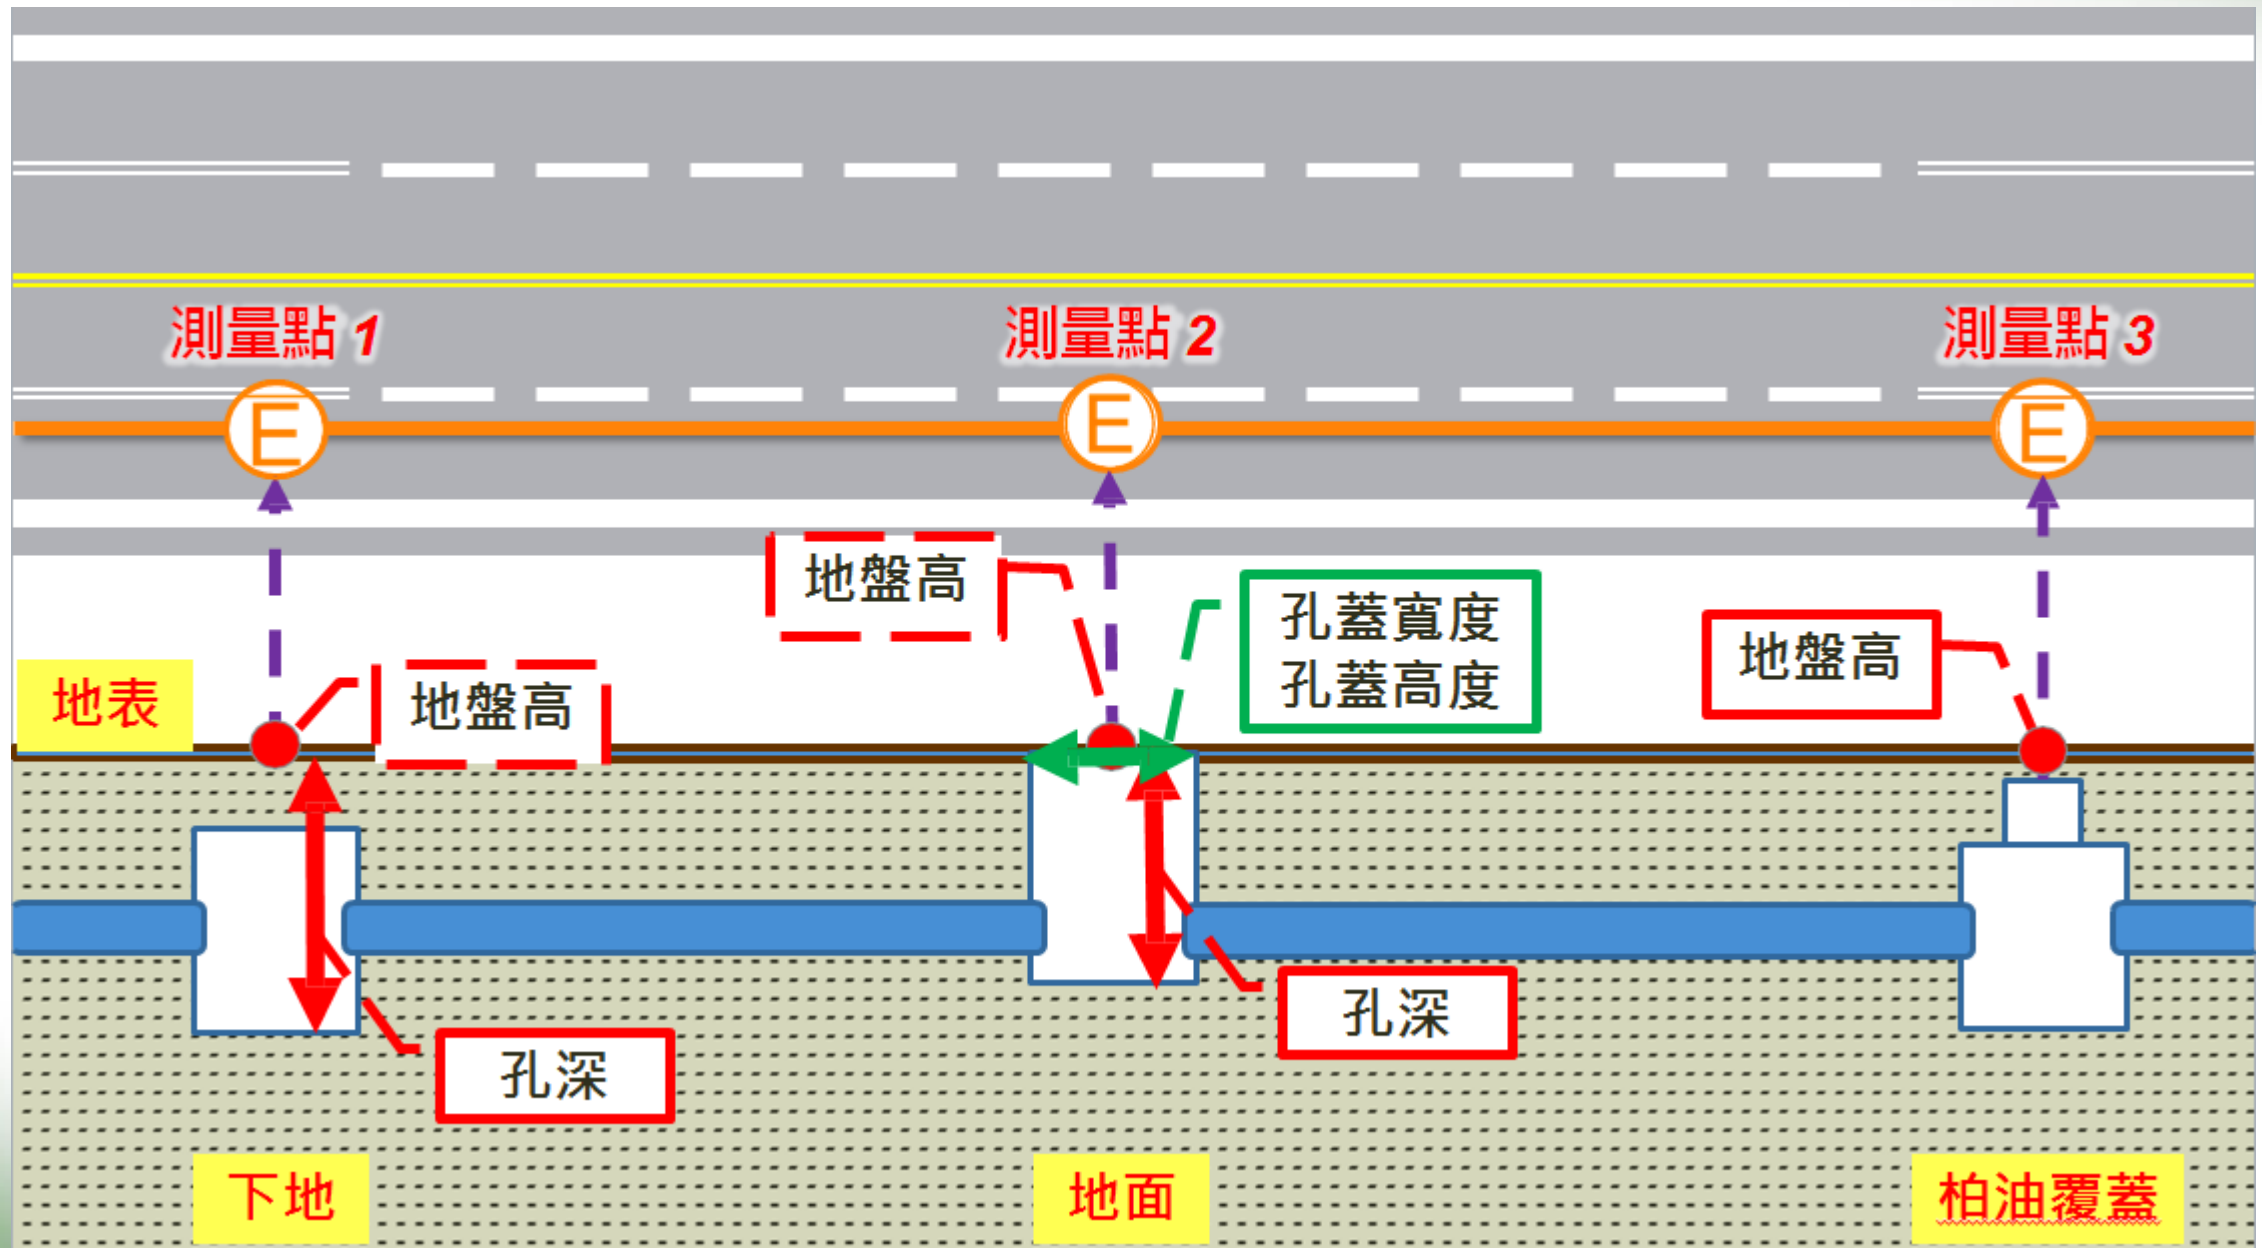 測量點 1
測量點 2
測量點 3
E
E
E
地盤高
孔蓋寬度
孔蓋高度
地盤高
地表
地盤高
孔深
孔深
下地
地面
柏油覆蓋